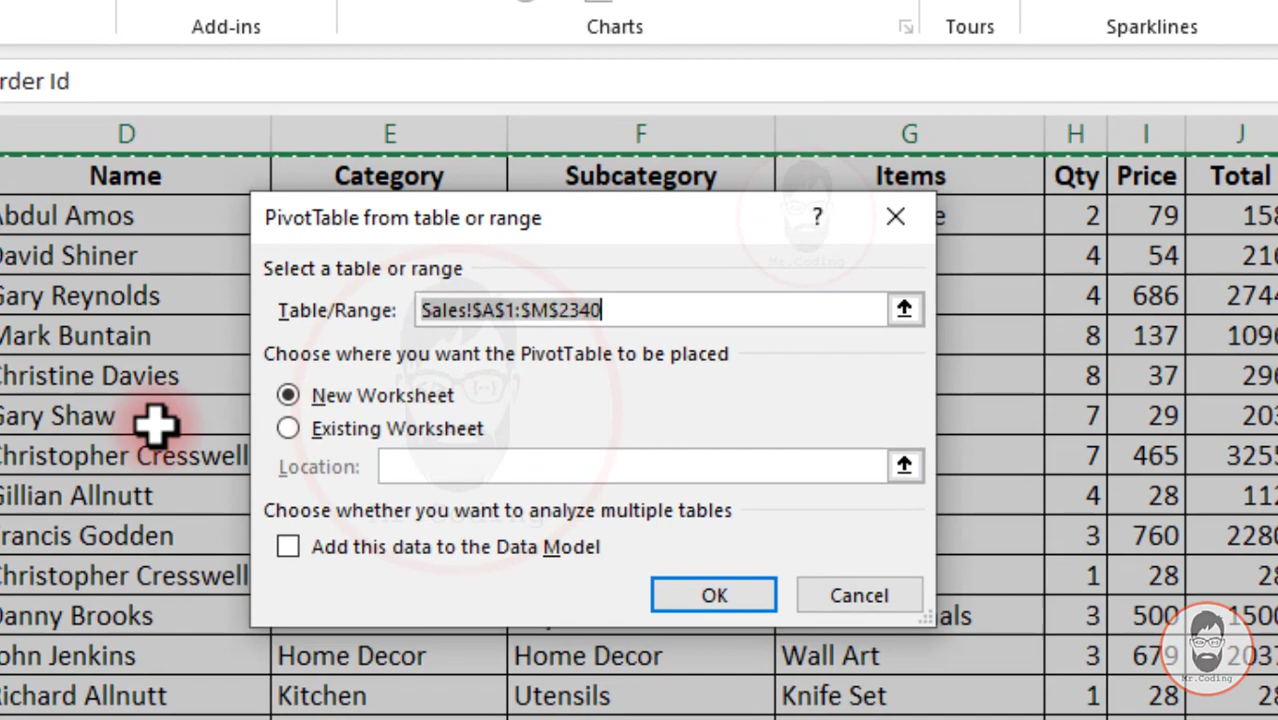 Add-ins Charts Tours Sparklines
rder Id
D E F G H I J
Name Category Subcategory Items Qty Price Total
Abdul Amos e 2 79 158
David Shiner 4 54 216
Gary Reynolds 4 686 2744
Mark Buntain 8 137 1096
Christine Davies 8 37 296
Gary Shaw 7 29 203
Christopher Cresswell 7 465 3255
Gillian Allnutt 4 28 112
Francis Godden 3 760 2280
Christopher Cresswell 1 28 28
Danny Brooks als 3 500 1500
John Jenkins Home Decor Home Decor Wall Art 3 679 2037
Richard Allnutt Kitchen Utensils Knife Set 1 28 28
PivotTable from table or range ?
Select a table or range
Table/Range: Sales!$A$1:$M$2340
Choose where you want the PivotTable to be placed
New Worksheet
Existing Worksheet
Location:
Choose whether you want to analyze multiple tables
Add this data to the Data Model
OK Cancel
Mr.Coding